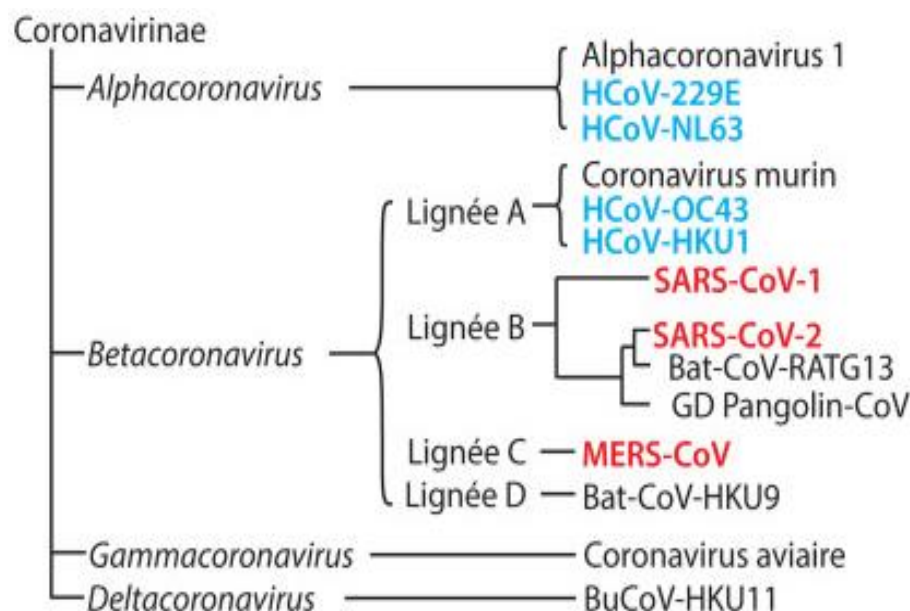 Coronavirinae
Alphacoronavirus
Alphacoronavirus 1
HCoV-229E
HCoV-NL63
Betacoronavirus
Lignée A
Coronavirus murin
HCoV-OC43
HCoV-HKU1
Lignée B
SARS-CoV-1
SARS-CoV-2
Bat-CoV-RATG13
GD Pangolin-CoV
Lignée C
MERS-CoV
Lignée D
Bat-CoV-HKU9
Gammacoronavirus
Coronavirus aviaire
Deltacoronavirus
BuCoV-HKU11